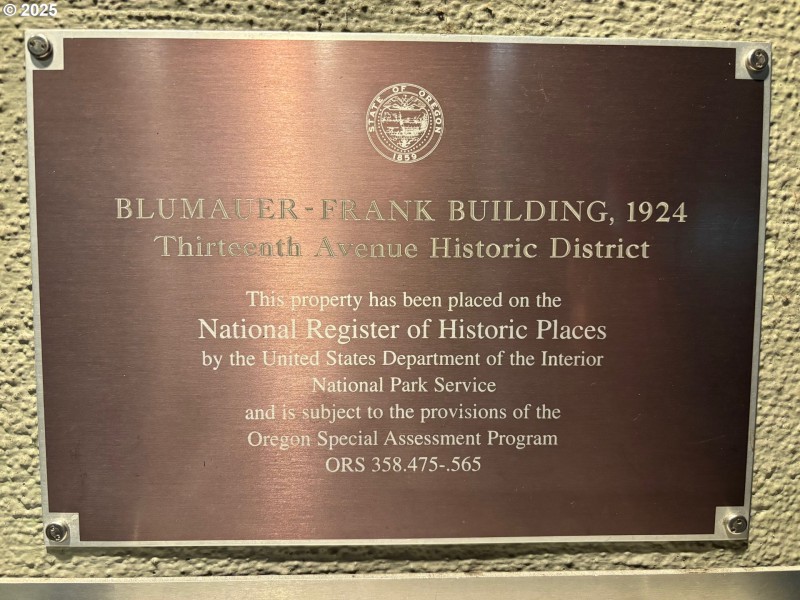 © 2025
STATE OF OREGON
1859
BLUMAUER-FRANK BUILDING, 1924
Thirteenth Avenue Historic District
This property has been placed on the
National Register of Historic Places
by the United States Department of the Interior
National Park Service
and is subject to the provisions of the
Oregon Special Assessment Program
ORS 358.475-.565